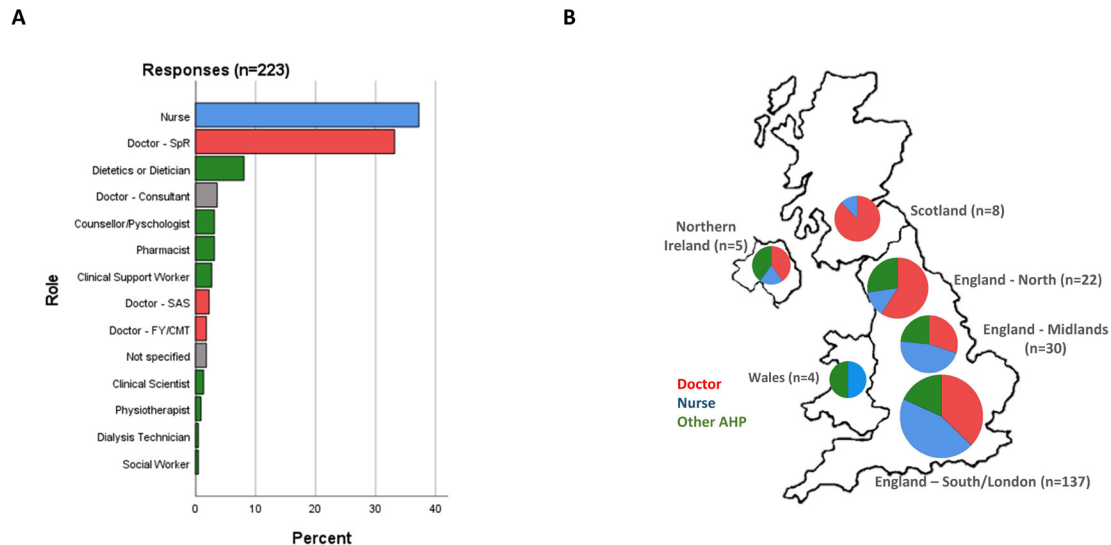 A
B
Responses (n=223)
Nurse
Doctor - SpR
Dietetics or Dietician
Doctor - Consultant
Counsellor/Pyschologist
Pharmacist
Clinical Support Worker
Doctor - SAS
Doctor - FY/CMT
Not specified
Clinical Scientist
Physiotherapist
Dialysis Technician
Social Worker
Role
0 10 20 30 40
Percent
Scotland (n=8)
Northern
Ireland (n=5)
England - North (n=22)
England - Midlands
(n=30)
Wales (n=4)
Doctor
Nurse
Other AHP
England – South/London (n=137)